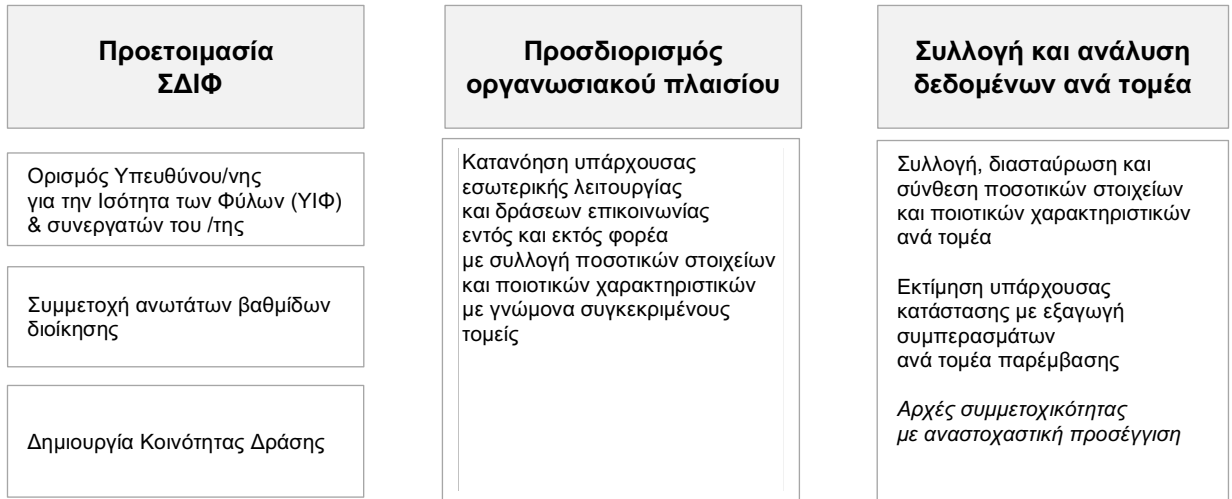 Προετοιμασία
ΣΔΙΦ
Ορισμός Υπευθύνου/νης
για την Ισότητα των Φύλων (ΥΙΦ)
& συνεργατών του /της
Συμμετοχή ανωτάτων βαθμίδων
διοίκησης
Δημιουργία Κοινότητας Δράσης
Προσδιορισμός
οργανωσιακού πλαισίου
Κατανόηση υπάρχουσας
εσωτερικής λειτουργίας
και δράσεων επικοινωνίας
εντός και εκτός φορέα
με συλλογή ποσοτικών στοιχείων
και ποιοτικών χαρακτηριστικών
με γνώμονα συγκεκριμένους
τομείς
Συλλογή και ανάλυση
δεδομένων ανά τομέα
Συλλογή, διασταύρωση και
σύνθεση ποσοτικών στοιχείων
και ποιοτικών χαρακτηριστικών
ανά τομέα
Εκτίμηση υπάρχουσας
κατάστασης με εξαγωγή
συμπερασμάτων
ανά τομέα παρέμβασης
Αρχές συμμετοχικότητας
με αναστοχαστική προσέγγιση